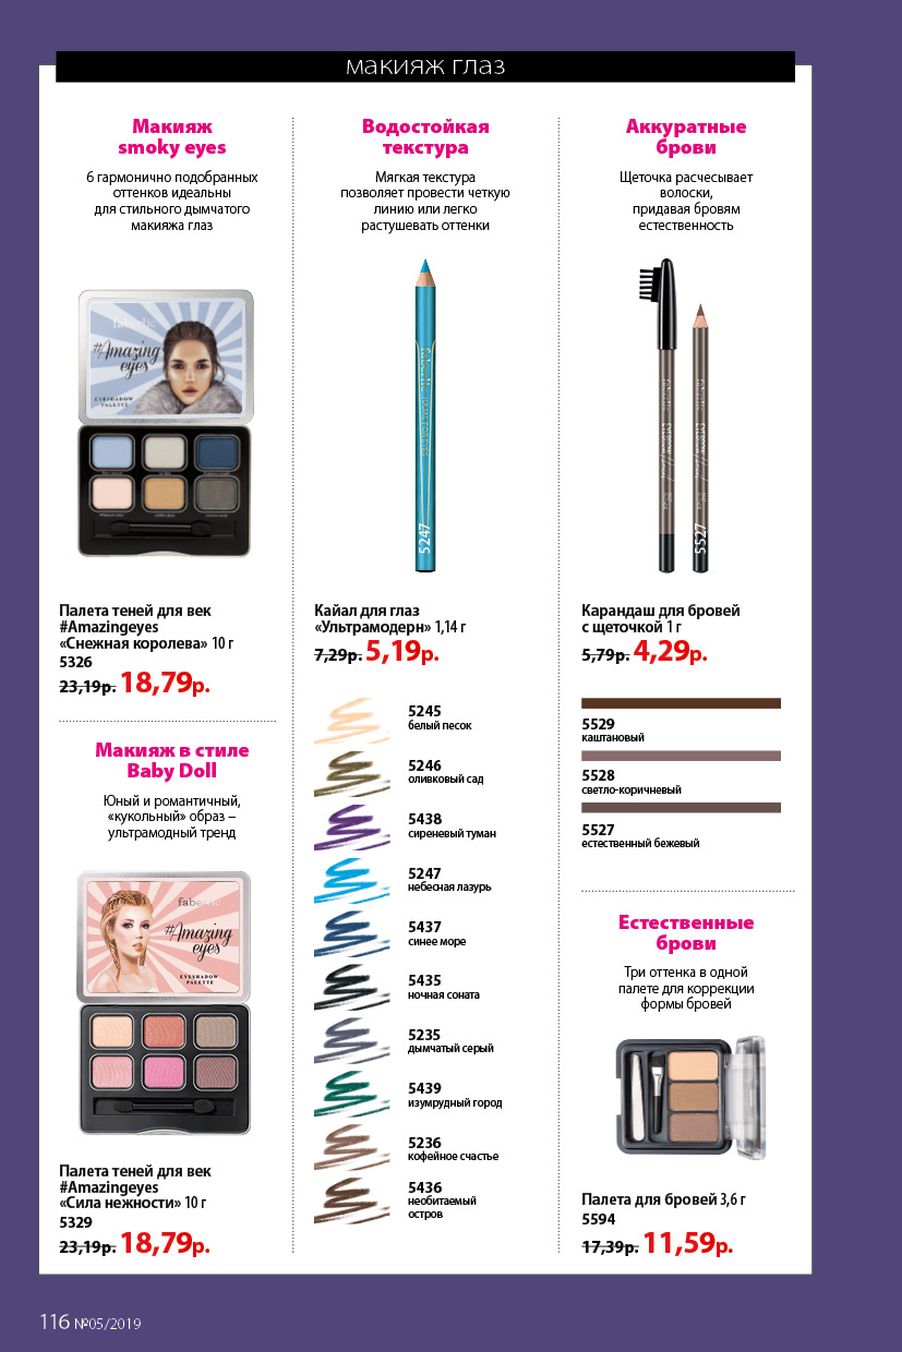 макияж глаз
Макияж
smoky eyes
6 гармонично подобранных
оттенков идеальны
для стильного дымчатого
макияжа глаз
faberlic
#Amazing
eyes
EYESHADOW
PALETTE
Палета теней для век
#Amazingeyes
«Снежная королева» 10 г
5326
23,19р. 18,79р.
Макияж в стиле
Baby Doll
Юный и романтичный,
«кукольный» образ –
ультрамодный тренд
faberlic
#Amazing
eyes
EYESHADOW
PALETTE
Палета теней для век
#Amazingeyes
«Сила нежности» 10 г
5329
23,19р. 18,79р.
Водостойкая
текстура
Мягкая текстура
позволяет провести четкую
линию или легко
растушевать оттенки
faberlic
5247
Кайал для глаз
«Ультрамодерн» 1,14 г
7,29р. 5,19р.
5245
белый песок
5246
оливковый сад
5438
сиреневый туман
5247
небесная лазурь
5437
синее море
5435
ночная соната
5235
дымчатый серый
5439
изумрудный город
5236
кофейное счастье
5436
необитаемый
остров
Аккуратные
брови
Щеточка расчесывает
волоски,
придавая бровям
естественность
5527
Карандаш для бровей
с щеточкой 1 г
5,79р. 4,29р.
5529
каштановый
5528
светло-коричневый
5527
естественный бежевый
Естественные
брови
Три оттенка в одной
палете для коррекции
формы бровей
Палета для бровей 3,6 г
5594
17,39р. 11,59р.
116 №05/2019